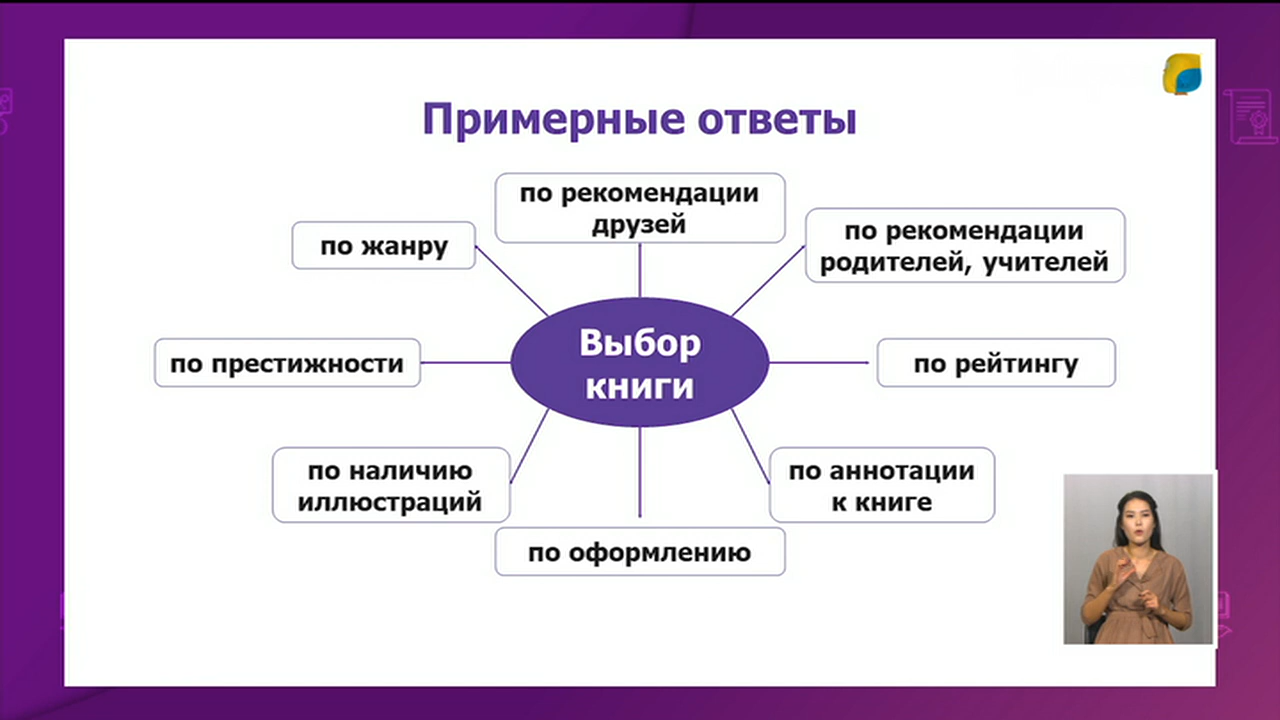 Примерные ответы
по рекомендации
друзей
по жанру
по рекомендации
родителей, учителей
по престижности
Выбор
книги
по рейтингу
по наличию
иллюстраций
по аннотации
к книге
по оформлению